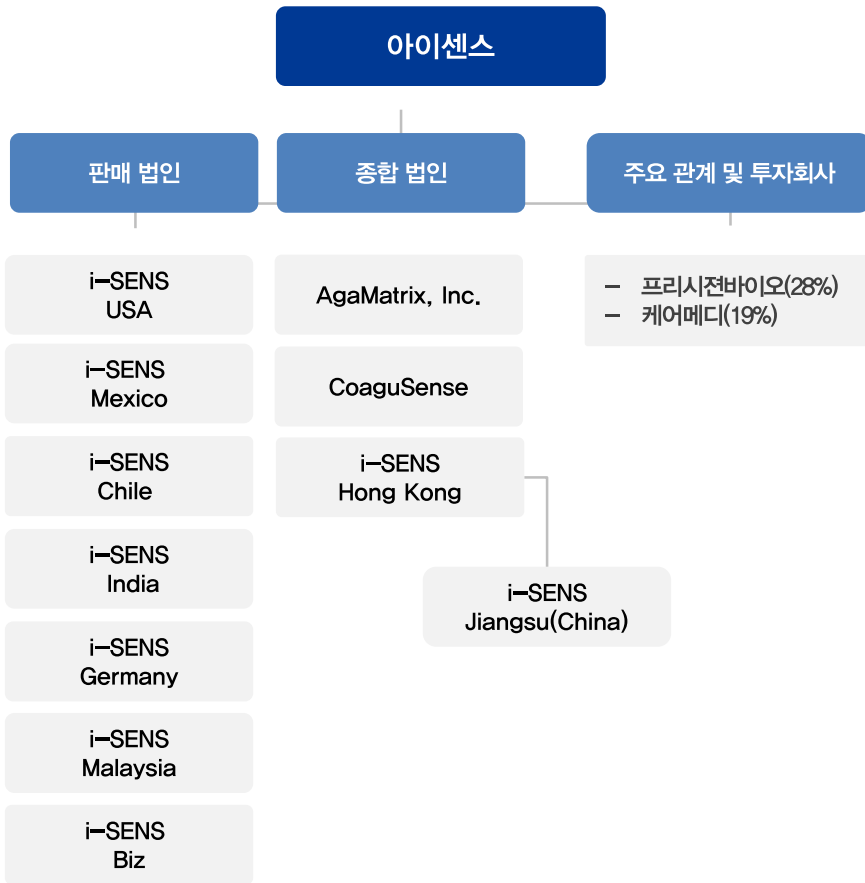 아이센스
판매 법인
종합 법인
주요 관계 및 투자회사
i-SENS
USA
i-SENS
Mexico
i-SENS
Chile
i-SENS
India
i-SENS
Germany
i-SENS
Malaysia
i-SENS
Biz
AgaMatrix, Inc.
CoaguSense
i-SENS
Hong Kong
i-SENS
Jiangsu(China)
- 프리시젼바이오(28%)
- 케어메디(19%)